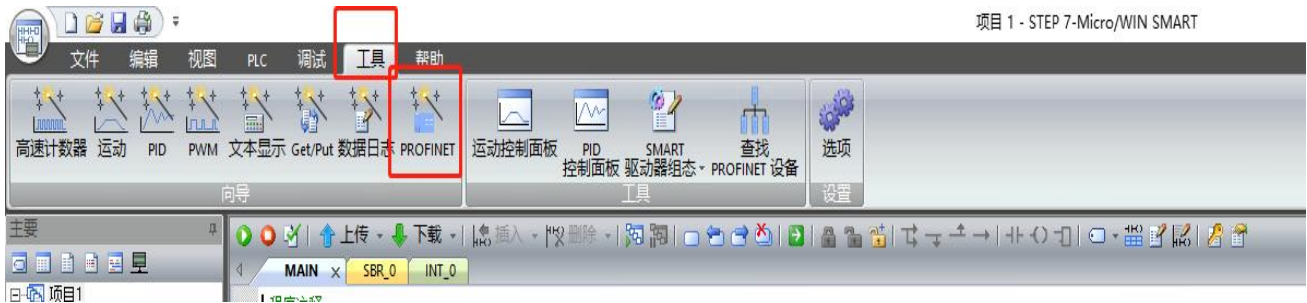 项目 1 - STEP 7-Micro/WIN SMART
文件 编辑 视图 PLC 调试 工具 帮助
高速计数器 运动 PID PWM 文本显示 Get/Put 数据日志 PROFINET 运动控制面板 PID 控制面板 SMART 驱动器组态 查找 PROFINET 设备 选项
向导 工具 设置
主要 上传 下载 插入 删除
MAIN SBR_0 INT_0
项目1 程序注释